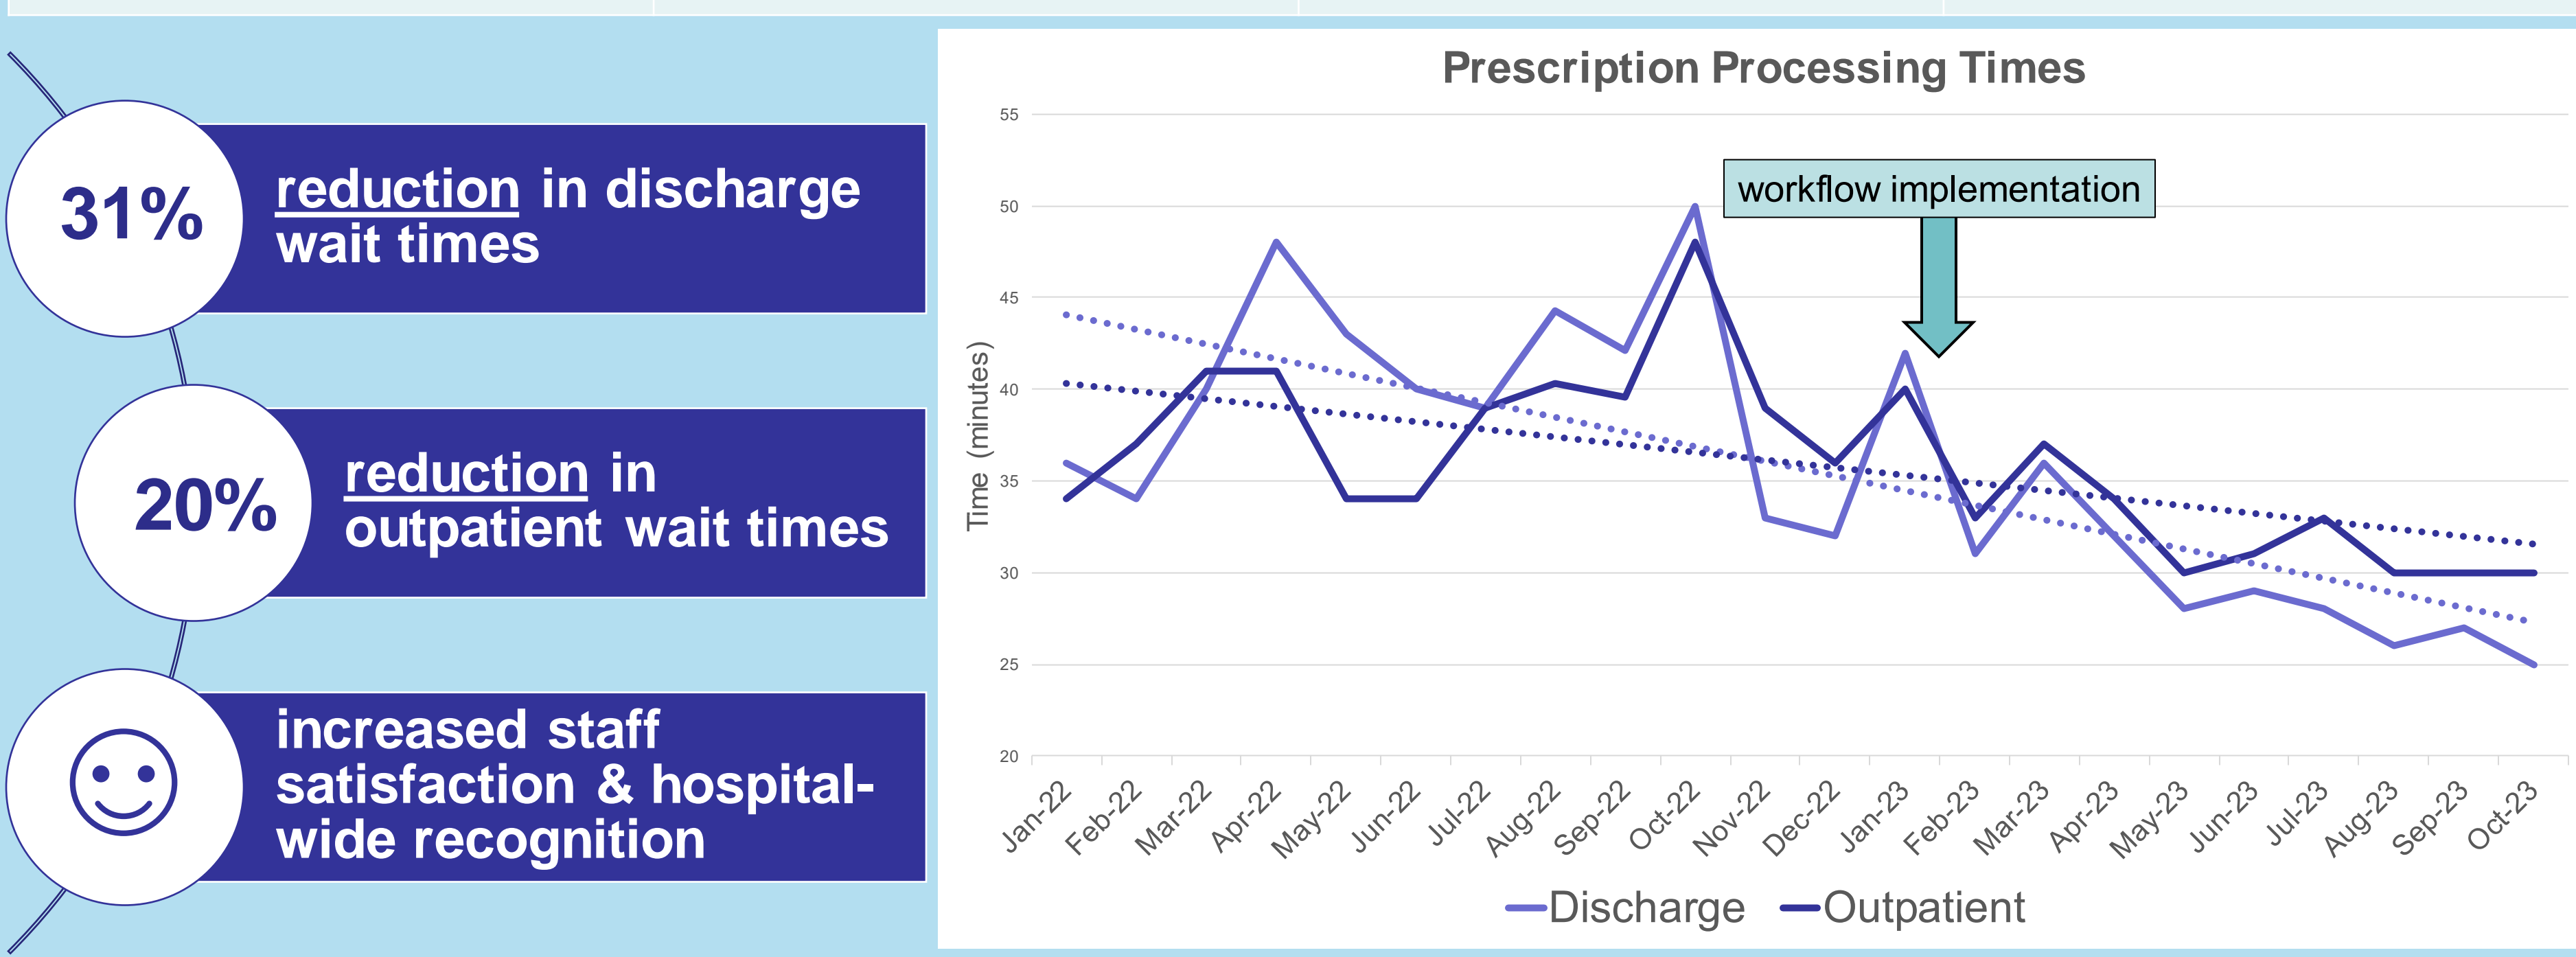 31%
reduction in discharge
wait times
20%
reduction in
outpatient wait times
increased staff
satisfaction & hospital-
wide recognition
Prescription Processing Times
Time (minutes)
55
50
45
40
35
30
25
20
workflow implementation
Jan-22
Feb-22
Mar-22
Apr-22
May-22
Jun-22
Jul-22
Aug-22
Sep-22
Oct-22
Nov-22
Dec-22
Jan-23
Feb-23
Mar-23
Apr-23
May-23
Jun-23
Jul-23
Aug-23
Sep-23
Oct-23
Discharge
Outpatient